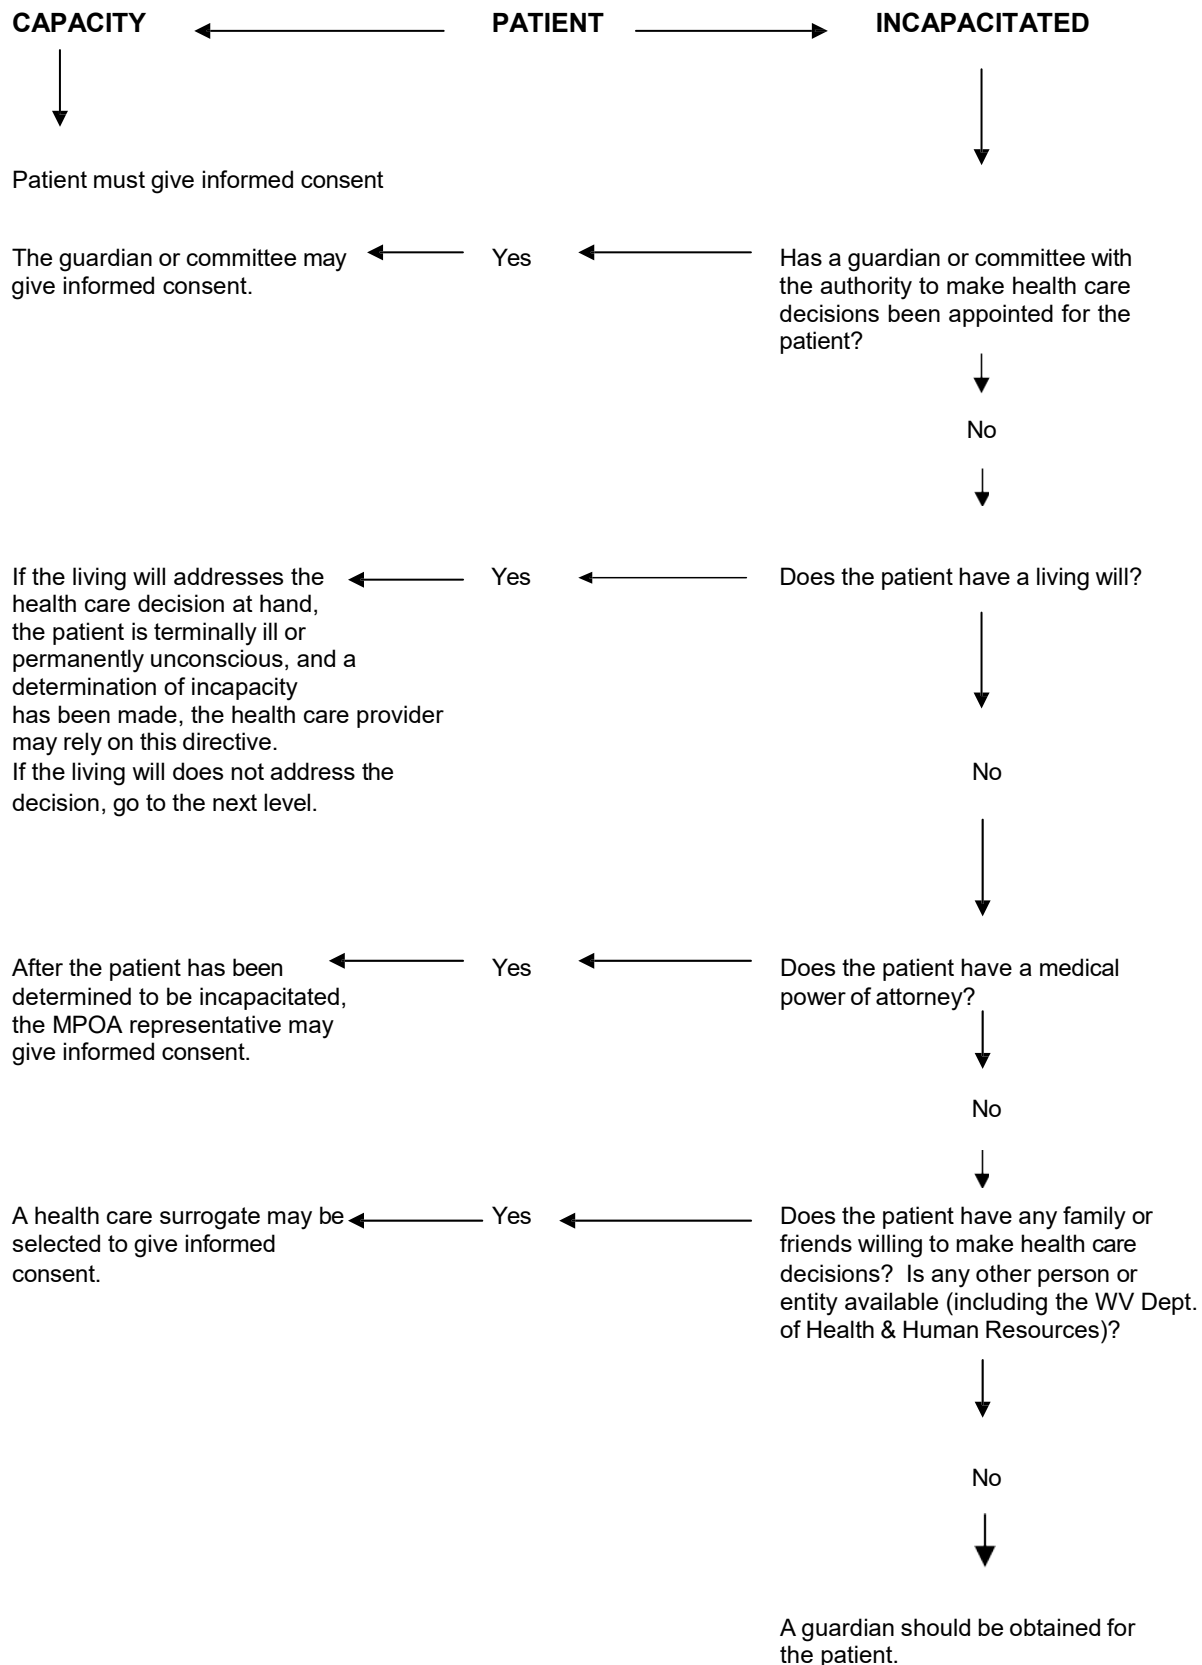 CAPACITY PATIENT INCAPACITATED
Patient must give informed consent
The guardian or committee may
give informed consent.
Yes
Has a guardian or committee with
the authority to make health care
decisions been appointed for the
patient?
No
If the living will addresses the
health care decision at hand,
the patient is terminally ill or
permanently unconscious, and a
determination of incapacity
has been made, the health care provider
may rely on this directive.
If the living will does not address the
decision, go to the next level.
Yes
Does the patient have a living will?
No
After the patient has been
determined to be incapacitated,
the MPOA representative may
give informed consent.
Yes
Does the patient have a medical
power of attorney?
No
A health care surrogate may be
selected to give informed
consent.
Yes
Does the patient have any family or
friends willing to make health care
decisions? Is any other person or
entity available (including the WV Dept.
of Health & Human Resources)?
No
A guardian should be obtained for
the patient.